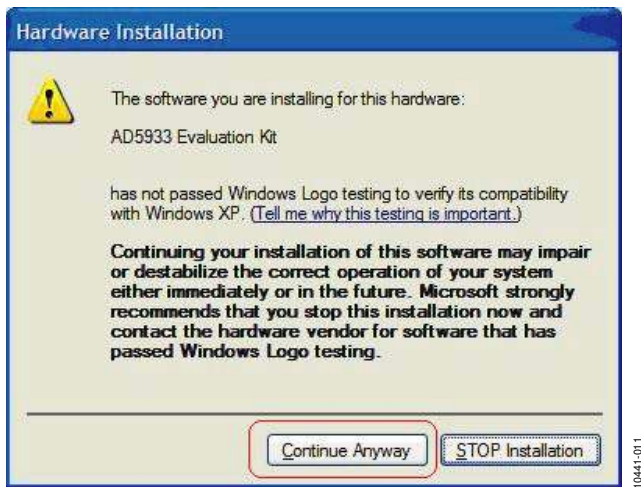 Hardware Installation
The software you are installing for this hardware:
AD5933 Evaluation Kit
has not passed Windows Logo testing to verify its compatibility
with Windows XP. (Tell me why this testing is important.)
Continuing your installation of this software may impair
or destabilize the correct operation of your system
either immediately or in the future. Microsoft strongly
recommends that you stop this installation now and
contact the hardware vendor for software that has
passed Windows Logo testing.
Continue Anyway
STOP Installation
10441-011